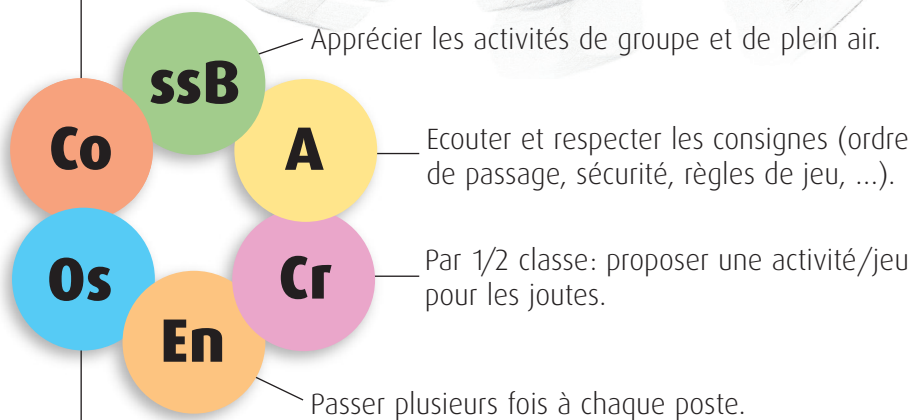 Apprécier les activités de groupe et de plein air.
ssB
Co
A
Ecouter et respecter les consignes (ordre
de passage, sécurité, règles de jeu, ...).
Os
Cr
Par 1/2 classe: proposer une activité/jeu
pour les joutes.
En
Passer plusieurs fois à chaque poste.